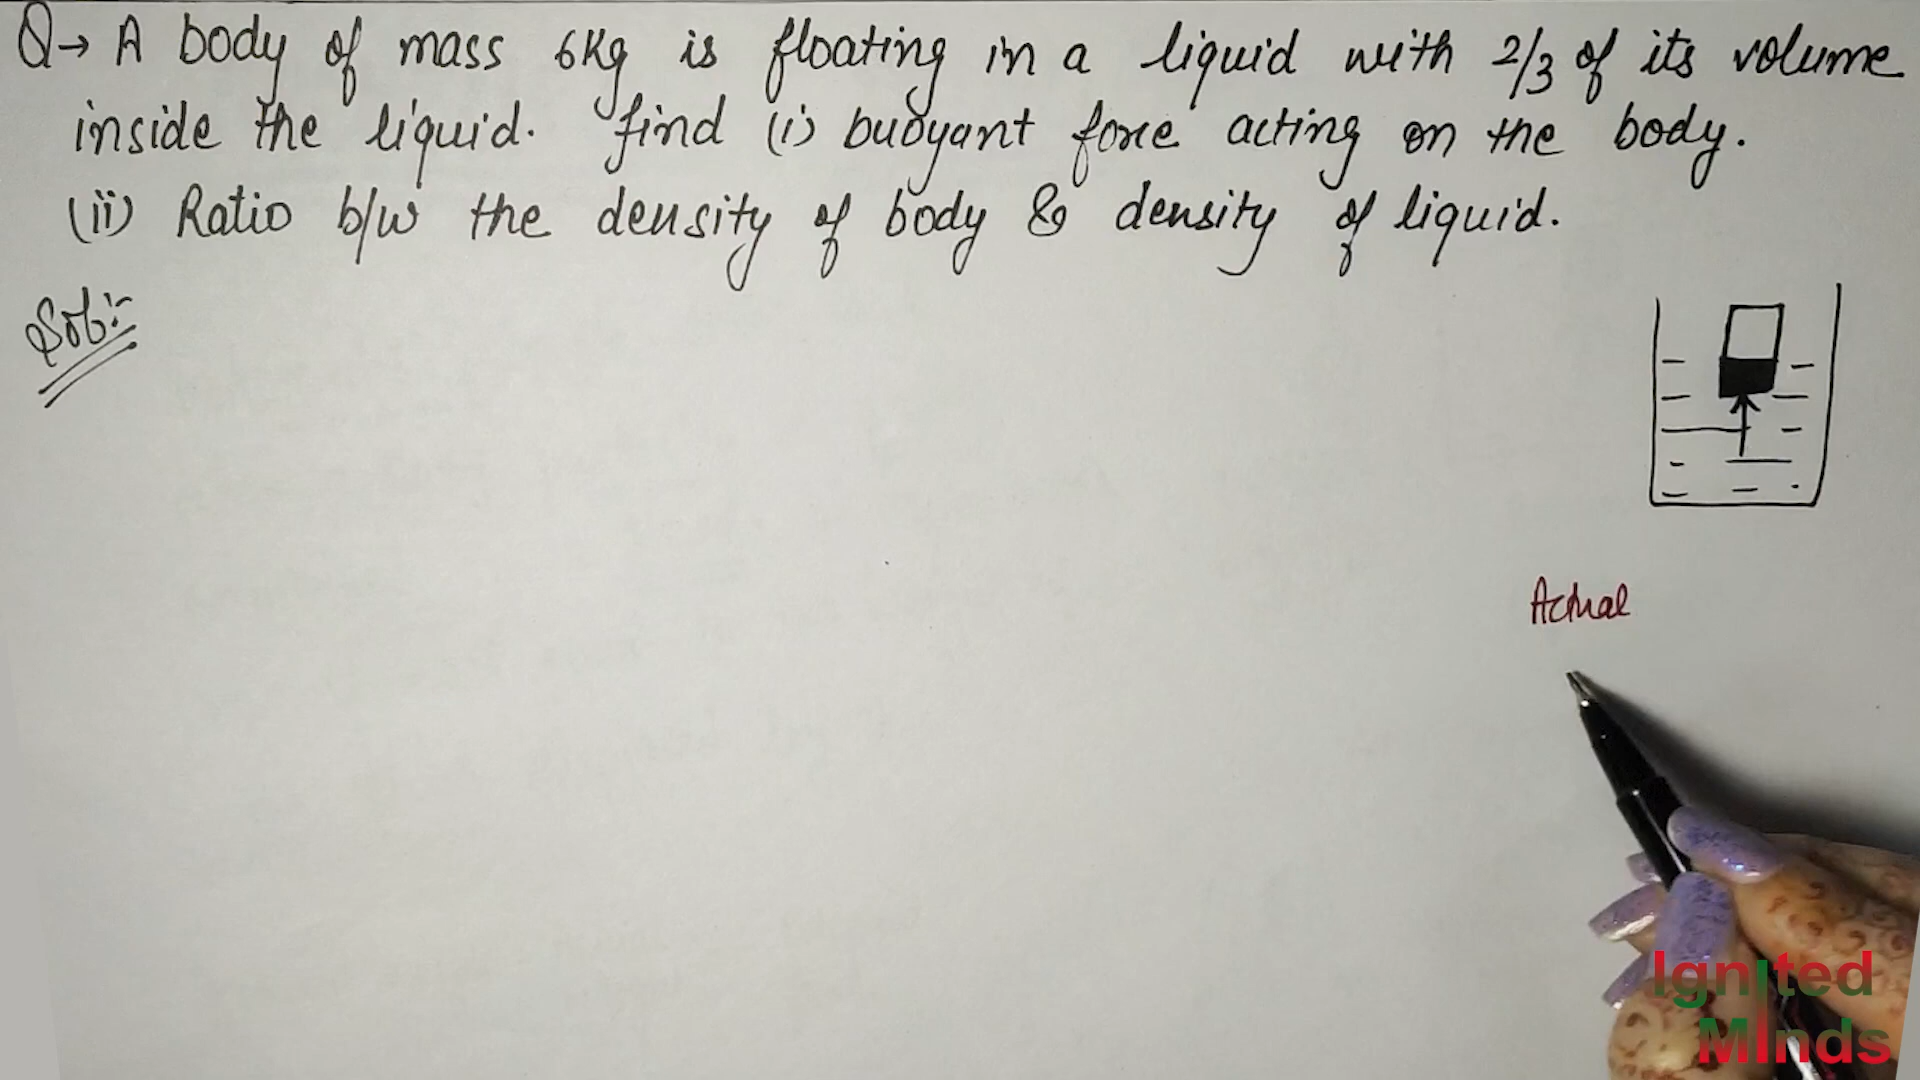 Q→ A body of mass 6Kg is floating in a liquid with 2/3 of its volume
inside the liquid. find (i) buoyant force acting on the body.
(ii) Ratio b/w the density of body & density of liquid.
Sol:-
Actual
Ignited
Minds